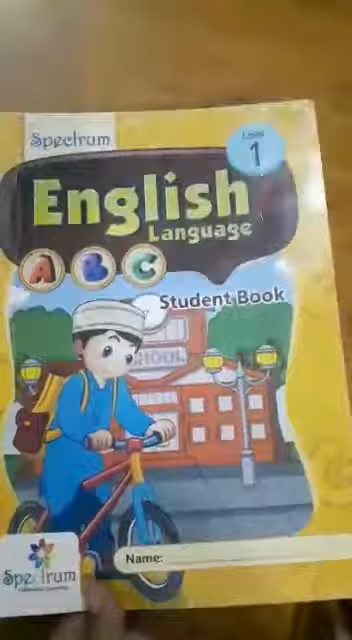 Spectrum
Level
1
English
Language
A B C
Student Book
SCHOOL
Name:
Spectrum